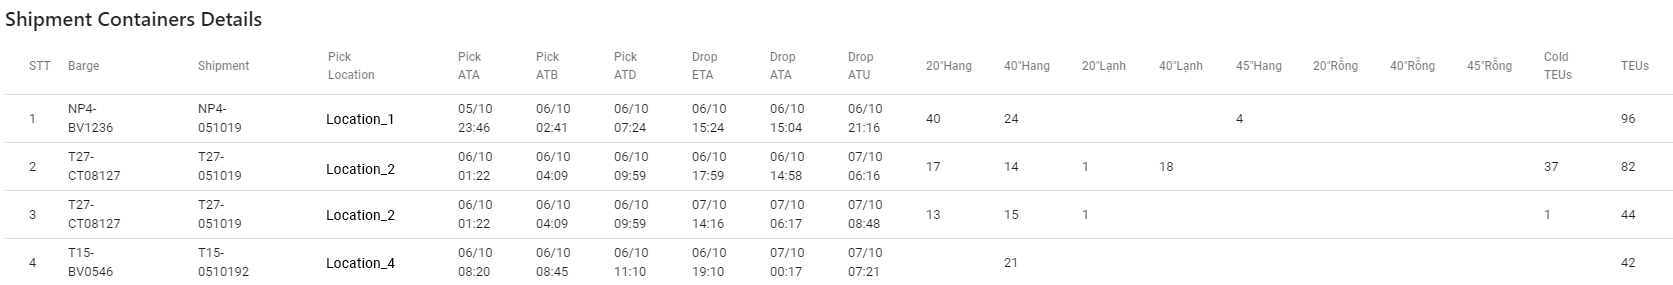 Shipment Containers Details
STT Barge Shipment Pick Location Pick ATA Pick ATB Pick ATD Drop ETA Drop ATA Drop ATU 20"Hang 40"Hang 20"Lạnh 40"Lạnh 45"Hang 20"Rỗng 40"Rỗng 45"Rỗng Cold TEUs TEUs
1 NP4-BV1236 NP4-051019 Location_1 05/10 23:46 06/10 02:41 06/10 07:24 06/10 15:24 06/10 15:04 06/10 21:16 40 24 4 96
2 T27-CT08127 T27-051019 Location_2 06/10 01:22 06/10 04:09 06/10 09:59 06/10 17:59 06/10 14:58 07/10 06:16 17 14 1 18 37 82
3 T27-CT08127 T27-051019 Location_2 06/10 01:22 06/10 04:09 06/10 09:59 07/10 14:16 07/10 06:17 07/10 08:48 13 15 1 1 44
4 T15-BV0546 T15-0510192 Location_4 06/10 08:20 06/10 08:45 06/10 11:10 06/10 19:10 07/10 00:17 07/10 07:21 21 42